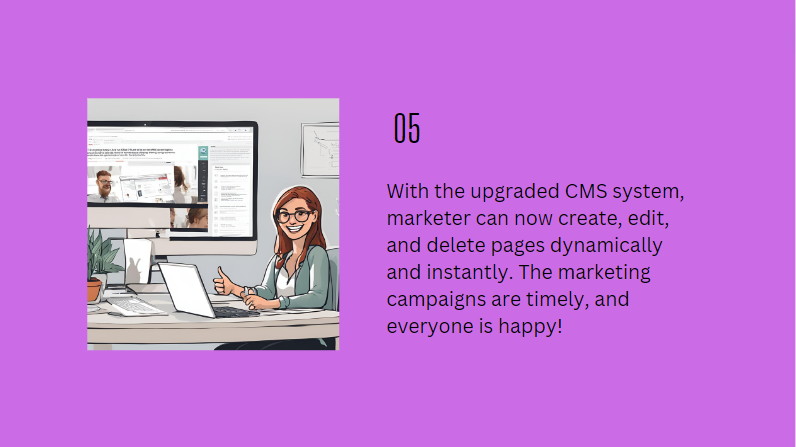 05
With the upgraded CMS system,
marketer can now create, edit,
and delete pages dynamically
and instantly. The marketing
campaigns are timely, and
everyone is happy!